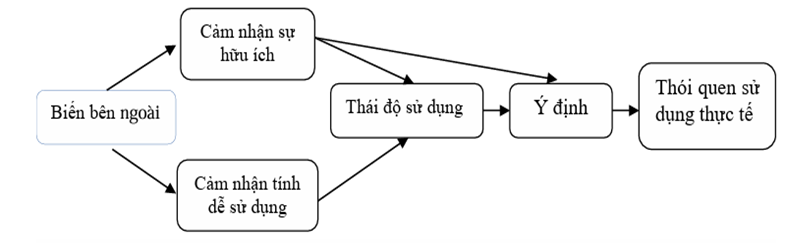 Cảm nhận sự
hữu ích
Biến bên ngoài
Thái độ sử dụng
Ý định
Thói quen sử
dụng thực tế
Cảm nhận tính
dễ sử dụng